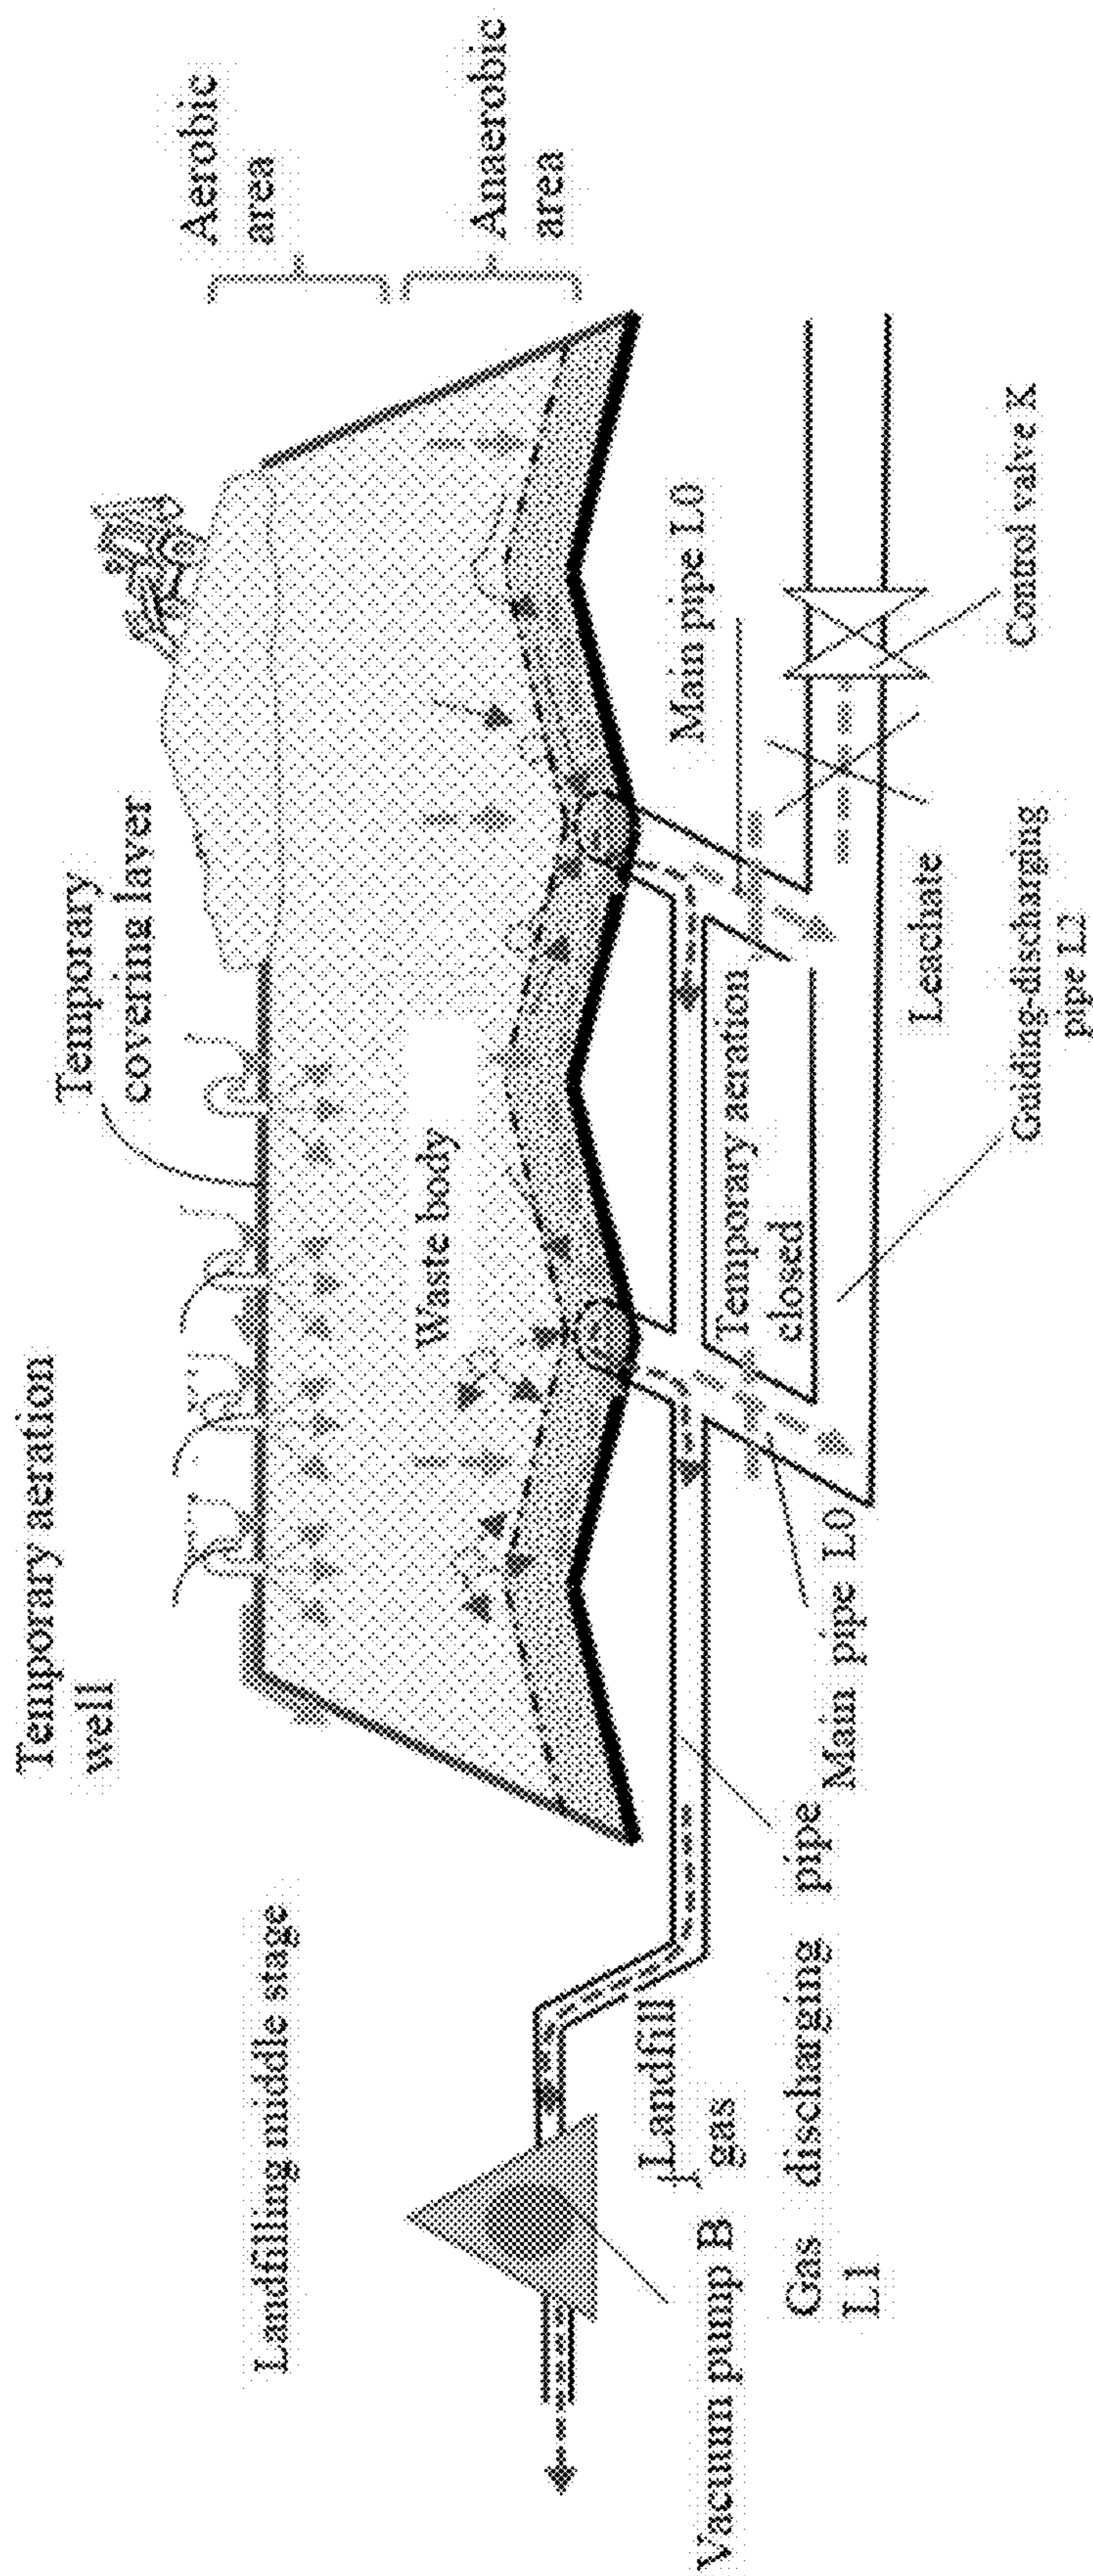 Landfilling middle stage
Temporary aeration
well
Temporary
covering laver
Aerobic
area
Anaerobic
area
Waste body
Vacuum pump B
Landfill
gas
Gas discharging pipe
L1
Main pipe L0
Temporary aeration
closed
Main pipe L0
Leachate
Guiding-discharging
pipe L2
Control valve K